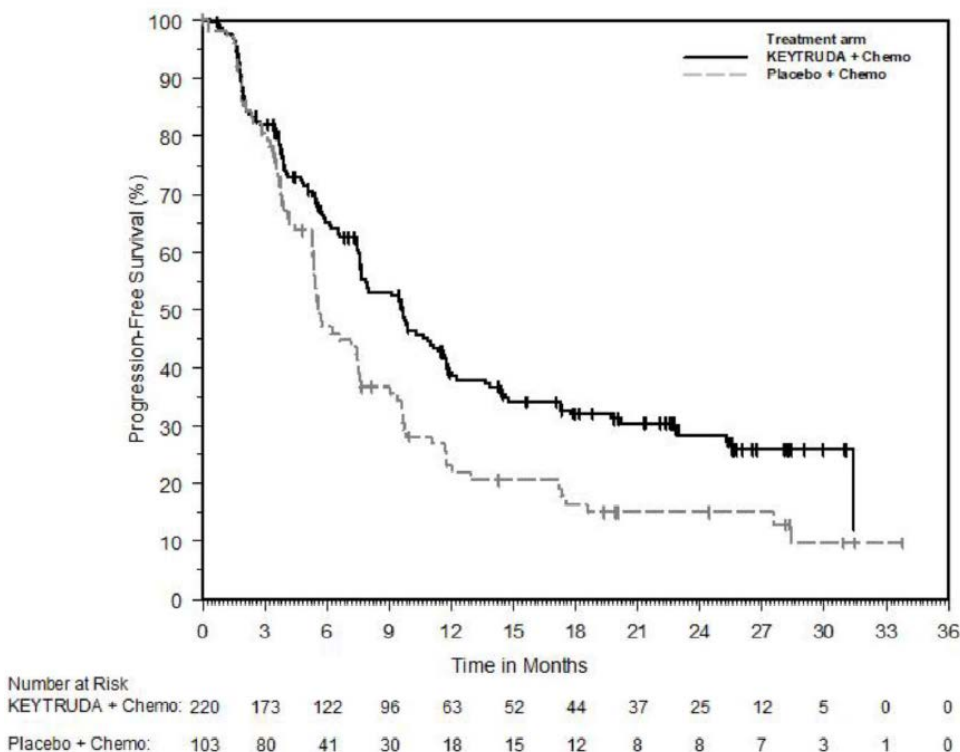 100
90
80
70
60
50
40
30
20
10
0
Progression-Free Survival (%)
Treatment arm
KEYTRUDA + Chemo
Placebo + Chemo
0 3 6 9 12 15 18 21 24 27 30 33 36
Time in Months
Number at Risk
KEYTRUDA + Chemo: 220 173 122 96 63 52 44 37 25 12 5 0 0
Placebo + Chemo: 103 80 41 30 18 15 12 8 8 7 3 1 0